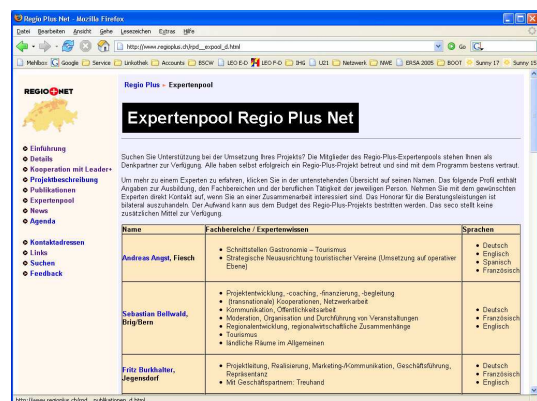 Regio Plus Net - Mozilla Firefox
Datei Bearbeiten Ansicht Gehe Lesezeichen Extras Hilfe
http://www.regioplus.ch/rpd__expool_d.html
Go
Mehlbox Google Service Linkothek Accounts BSCW LEO E-D LEO F-D IHG U21 Netzwerk NWE ERSA 2005 BOOT Sunny 17 Sunny 15
REGIO NET
Einführung
Details
Kooperation mit Leader+
Projektbeschreibung
Publikationen
Expertenpool
News
Agenda
Kontaktadressen
Links
Suchen
Feedback
Regio Plus - Expertenpool
Expertenpool Regio Plus Net
Suchen Sie Unterstützung bei der Umsetzung Ihres Projekts? Die Mitglieder des Regio-Plus-Expertenpools stehen Ihnen als
Denkpartner zur Verfügung. Alle haben selbst erfolgreich ein Regio-Plus-Projekt betreut und sind mit dem Programm bestens vertraut.
Um mehr zu einem Experten zu erfahren, klicken Sie in der untenstehenden Übersicht auf seinen Namen. Das folgende Profil enthält
Angaben zur Ausbildung, den Fachbereichen und der beruflichen Tätigkeit der jeweiligen Person. Nehmen Sie mit dem gewünschten
Experten direkt Kontakt auf, wenn Sie an einer Zusammenarbeit interessiert sind. Das Honorar für die Beratungsleistungen ist
bilateral auszuhandeln. Der Aufwand kann aus dem Budget des Regio-Plus-Projekts bestritten werden. Das seco stellt keine
zusätzlichen Mittel zur Verfügung.
Name Fachbereiche / Expertenwissen Sprachen
Andreas Angst, Fiesch
Schnittstellen Gastronomie – Tourismus
Strategische Neuausrichtung touristischer Vereine (Umsetzung auf operativer
Ebene)
Deutsch
Englisch
Spanisch
Französisch
Sebastian Bellwald,
Brig/Bern
Projektentwicklung, -coaching, -finanzierung, -begleitung
(transnationale) Kooperationen, Netzwerkarbeit
Kommunikation, Öffentlichkeitsarbeit
Moderation, Organisation und Durchführung von Veranstaltungen
Regionalentwicklung, regionalwirtschaftliche Zusammenhänge
Tourismus
ländliche Räume im Allgemeinen
Deutsch
Französisch
Englisch
Fritz Burkhalter,
Jegensdorf
Projektleitung, Realisierung, Marketing-/Kommunikation, Geschäftsführung,
Repräsentanz
Mit Geschäftspartnern: Treuhand
Deutsch
Französisch
Englisch